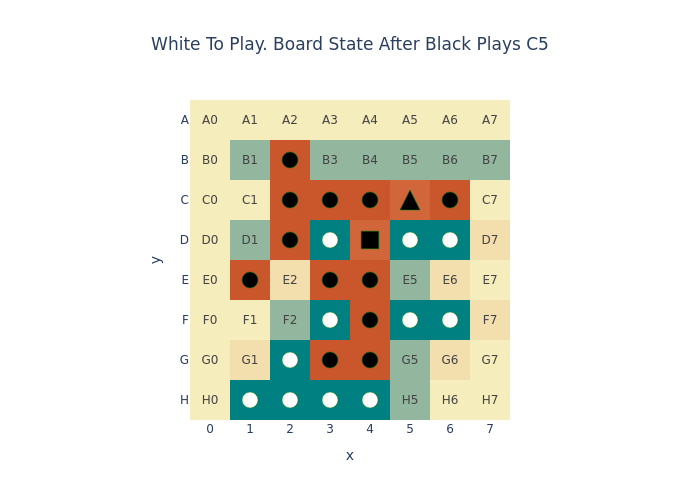 White To Play. Board State After Black Plays C5
A A0 A1 A2 A3 A4 A5 A6 A7
B B0 B1 B3 B4 B5 B6 B7
C C0 C1 C7
D D0 D1 D7
E E0 E2 E5 E6 E7
F F0 F1 F2 F7
G G0 G1 G5 G6 G7
H H0 H5 H6 H7
0 1 2 3 4 5 6 7
y
x